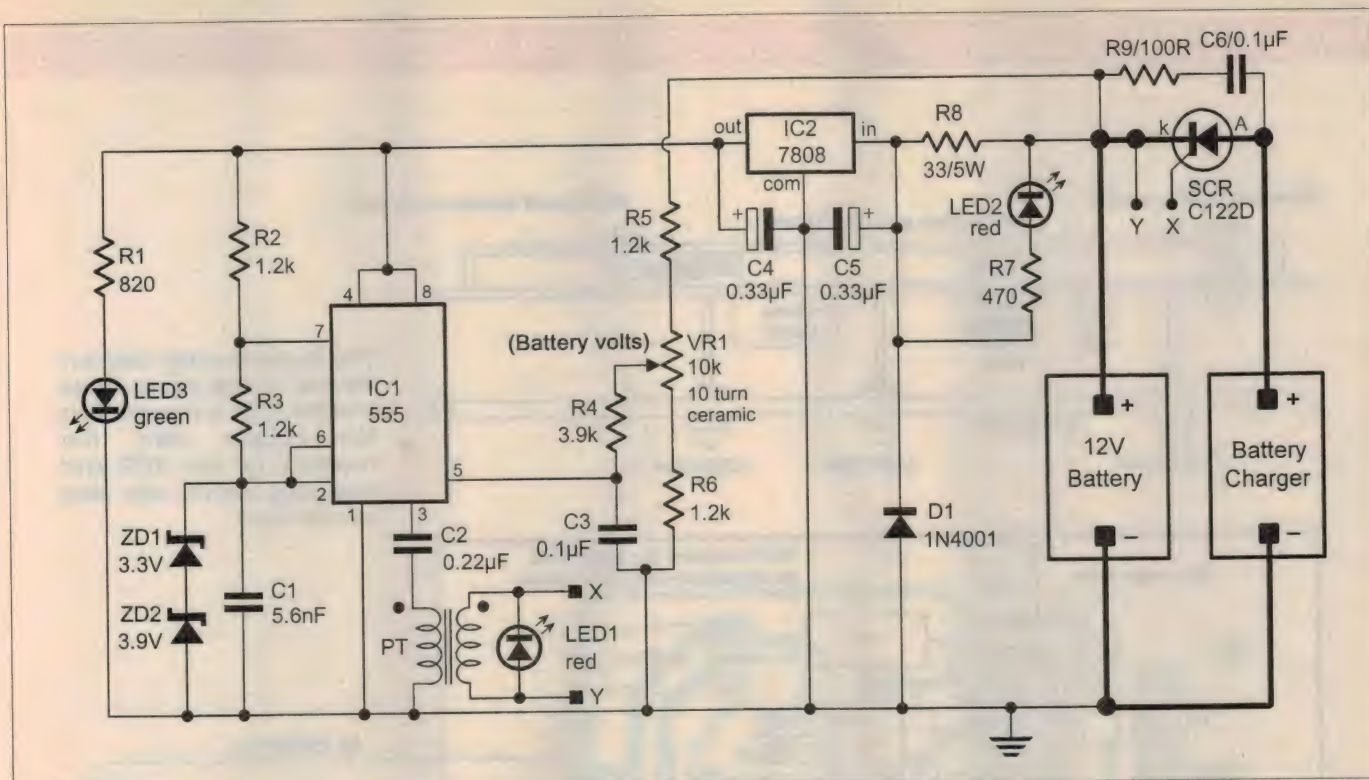 R9/100R
C6/0.1µF
out
IC2
7808
in
com
R8
33/5W
k
A
SCR
C122D
Y
X
LED2
red
R7
470
R1
820
R2
1.2k
R5
1.2k
C4
0.33µF
C5
0.33µF
+
+
4
8
7
(Battery volts)
VR1
10k
10 turn
ceramic
LED3
green
R3
1.2k
IC1
555
6
2
5
1
3
R4
3.9k
R6
1.2k
+
12V
Battery
–
+
Battery
Charger
–
ZD1
3.3V
ZD2
3.9V
C1
5.6nF
C2
0.22µF
C3
0.1µF
D1
1N4001
PT
X
LED1
red
Y